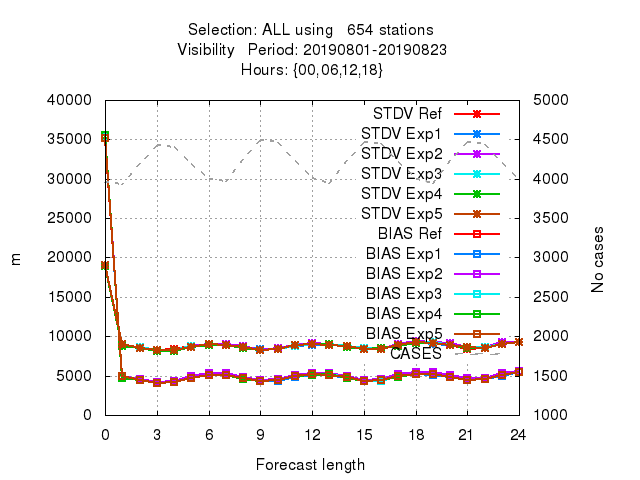 Selection: ALL using 654 stations
Visibility Period: 20190801-20190823
Hours: {00,06,12,18}
40000
35000
30000
25000
20000
15000
10000
5000
0
m
5000
4500
4000
3500
3000
2500
2000
1500
1000
No cases
STDV Ref
STDV Exp1
STDV Exp2
STDV Exp3
STDV Exp4
STDV Exp5
BIAS Ref
BIAS Exp1
BIAS Exp2
BIAS Exp3
BIAS Exp4
BIAS Exp5
CASES
0 3 6 9 12 15 18 21 24
Forecast length